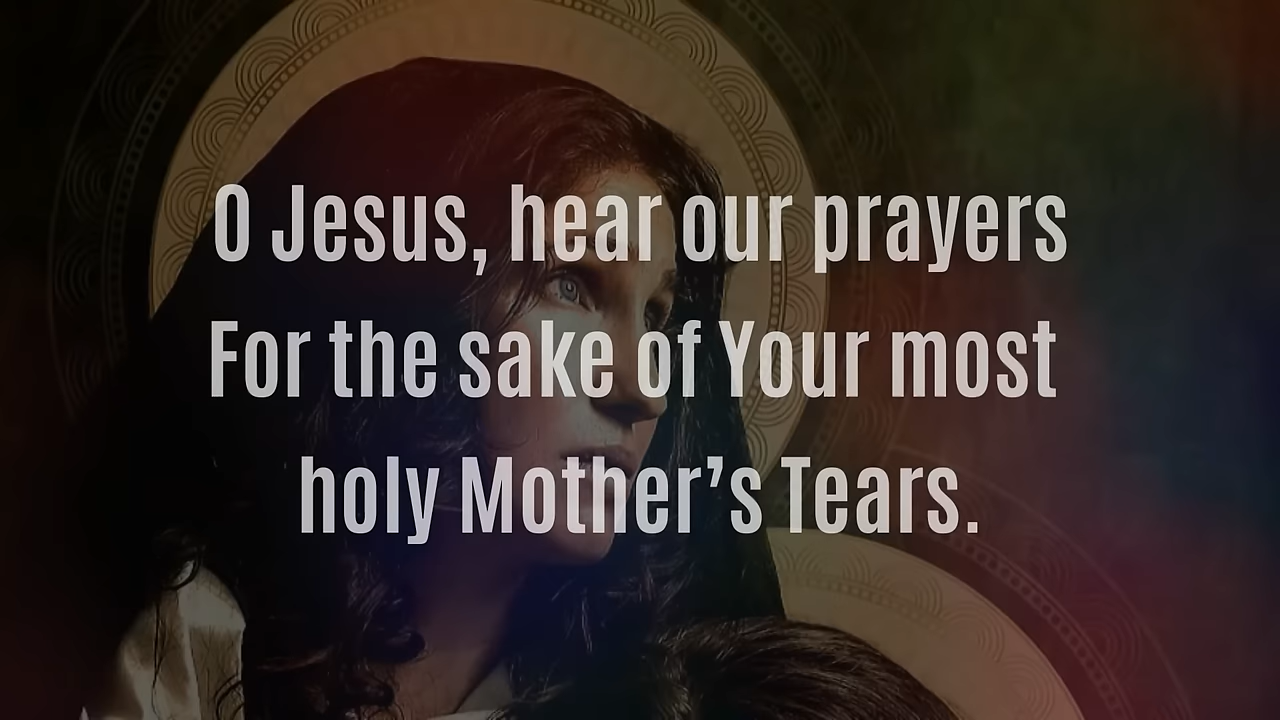 O Jesus, hear our prayers
For the sake of Your most
holy Mother’s Tears.